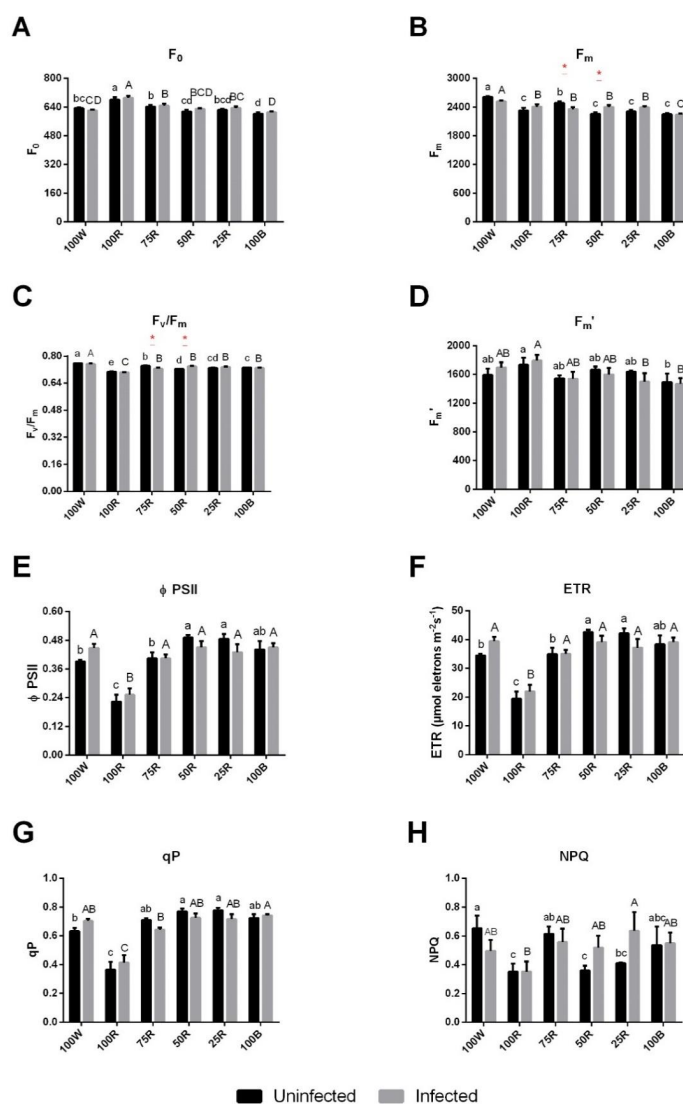 A
F0
F0
800
640
480
320
160
0
bc CD
a A
b B
cd BCD
bcd BC
d D
100W 100R 75R 50R 25R 100B
B
Fm
Fm
3000
2400
1800
1200
600
0
a A
c B
* b B
* c B
c B
c C
100W 100R 75R 50R 25R 100B
C
Fv/Fm
Fv/Fm
0.80
0.64
0.48
0.32
0.16
0.00
a A
e C
* b B
* d B
cd B
c B
100W 100R 75R 50R 25R 100B
D
Fm'
Fm'
2000
1600
1200
800
400
0
ab AB
a A
ab AB
ab AB
ab B
b B
100W 100R 75R 50R 25R 100B
E
ϕ PSII
ϕ PSII
0.60
0.48
0.36
0.24
0.12
0.00
b A
c B
b A
a A
a A
ab A
100W 100R 75R 50R 25R 100B
F
ETR
ETR (µmol eletrons m⁻²s⁻¹)
50
40
30
20
10
0
b A
c B
b A
a A
a A
ab A
100W 100R 75R 50R 25R 100B
G
qP
qP
1.0
0.8
0.6
0.4
0.2
0.0
b AB
c C
ab B
a AB
a AB
ab A
100W 100R 75R 50R 25R 100B
H
NPQ
NPQ
1.0
0.8
0.6
0.4
0.2
0.0
a AB
c B
ab AB
c AB
bc A
abc AB
100W 100R 75R 50R 25R 100B
Uninfected Infected